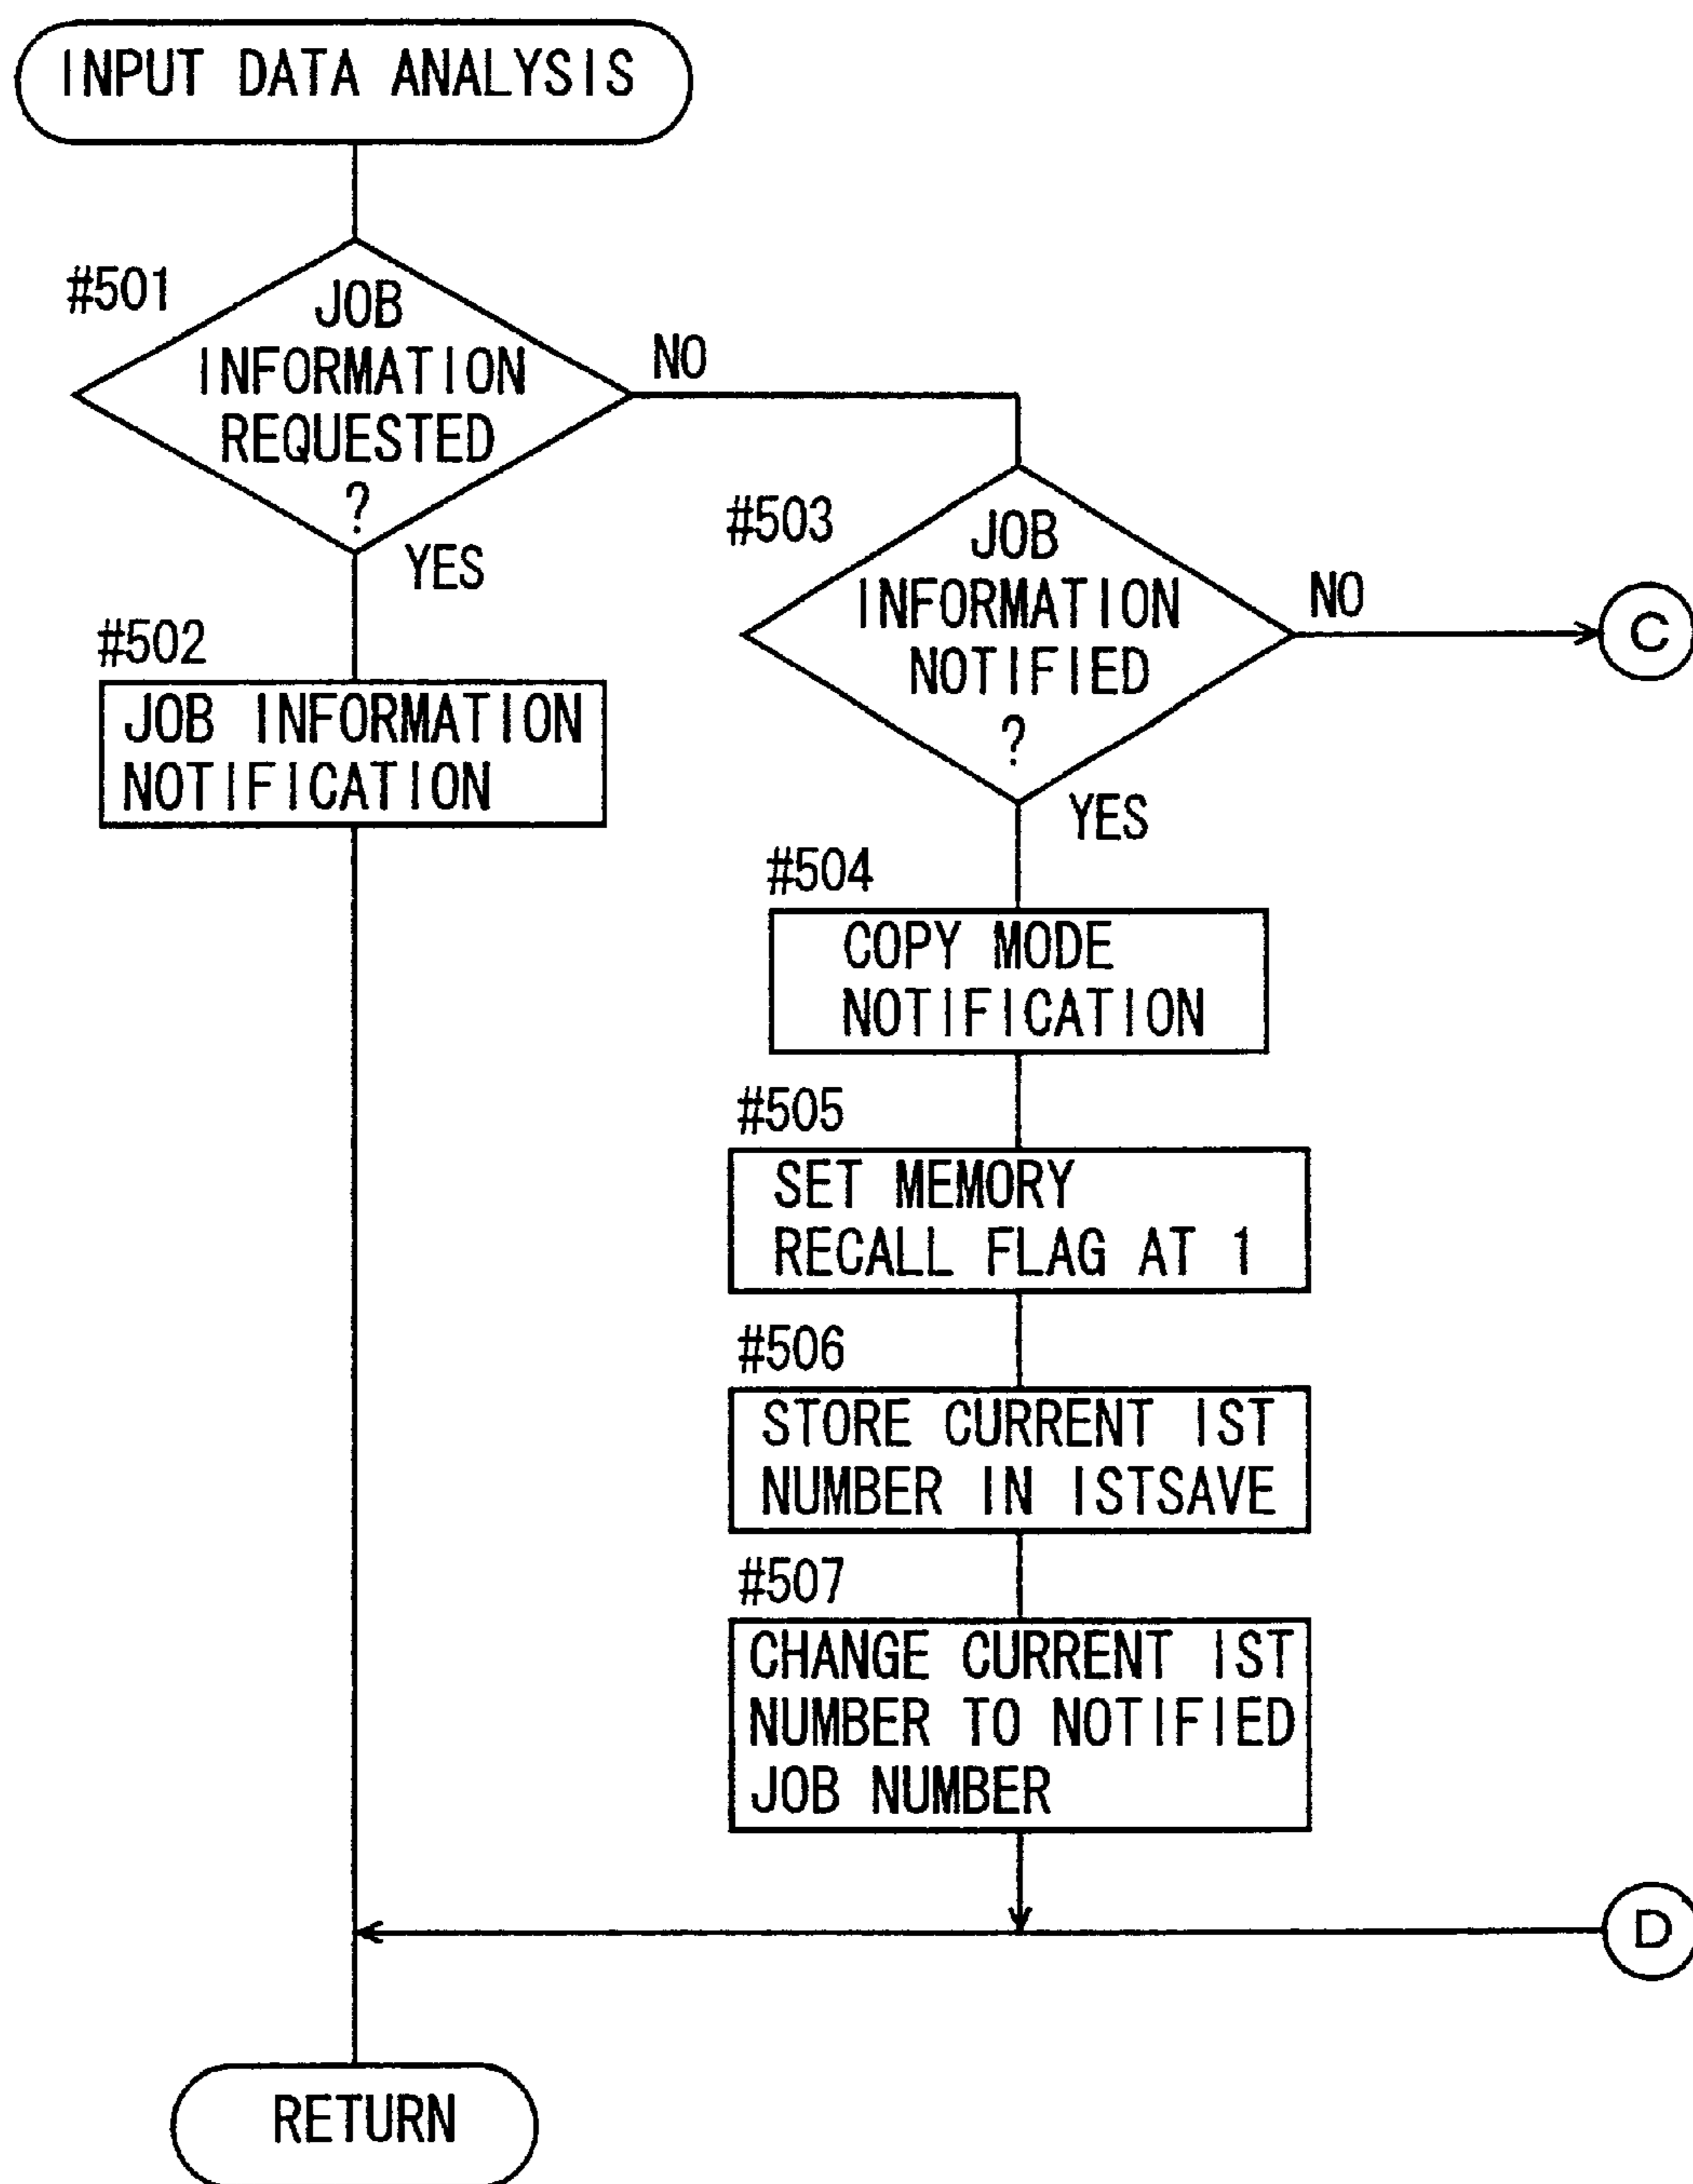 INPUT DATA ANALYSIS
#501
JOB
INFORMATION
REQUESTED
?
NO
YES
#502
JOB INFORMATION
NOTIFICATION
#503
JOB
INFORMATION
NOTIFIED
?
NO
C
YES
#504
COPY MODE
NOTIFICATION
#505
SET MEMORY
RECALL FLAG AT 1
#506
STORE CURRENT IST
NUMBER IN ISTSAVE
#507
CHANGE CURRENT IST
NUMBER TO NOTIFIED
JOB NUMBER
D
RETURN